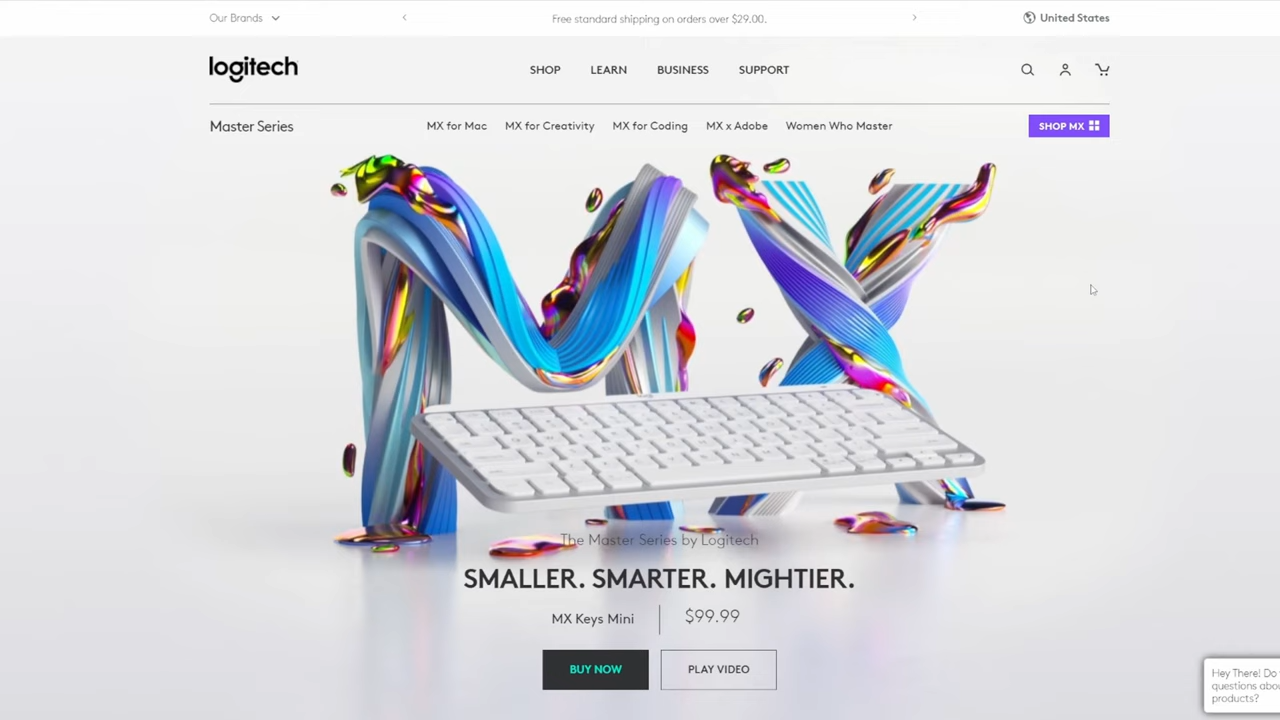 Our Brands
Free standard shipping on orders over $29.00.
United States
logitech
SHOP LEARN BUSINESS SUPPORT
Master Series
MX for Mac MX for Creativity MX for Coding MX x Adobe Women Who Master
SHOP MX
MX
The Master Series by Logitech
SMALLER. SMARTER. MIGHTIER.
MX Keys Mini $99.99
BUY NOW PLAY VIDEO
Hey There! Do
questions abou
products?